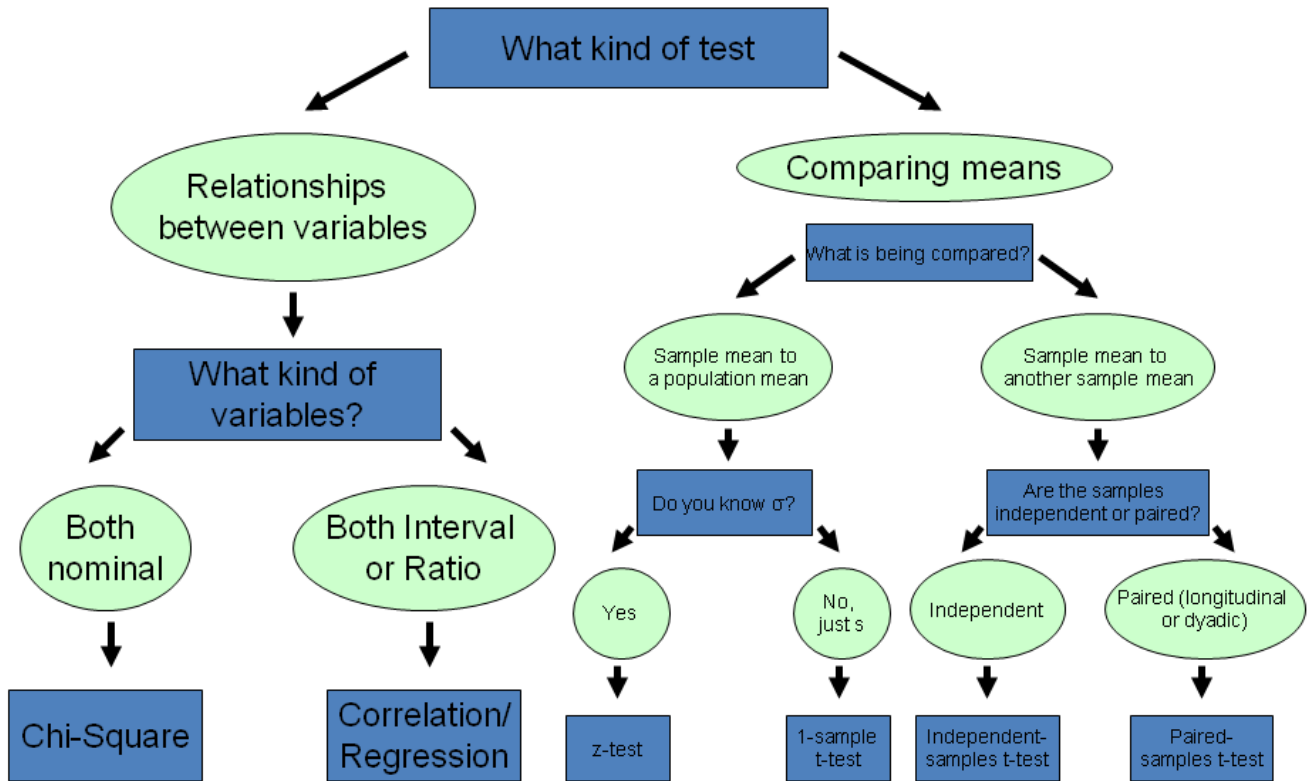 What kind of test
Relationships
between variables
Comparing means
What is being compared?
Sample mean to
a population mean
Sample mean to
another sample mean
What kind of
variables?
Do you know σ?
Are the samples
independent or paired?
Both
nominal
Both Interval
or Ratio
Yes
No,
just s
Independent
Paired (longitudinal
or dyadic)
Chi-Square
Correlation/
Regression
z-test
1-sample
t-test
Independent-
samples t-test
Paired-
samples t-test